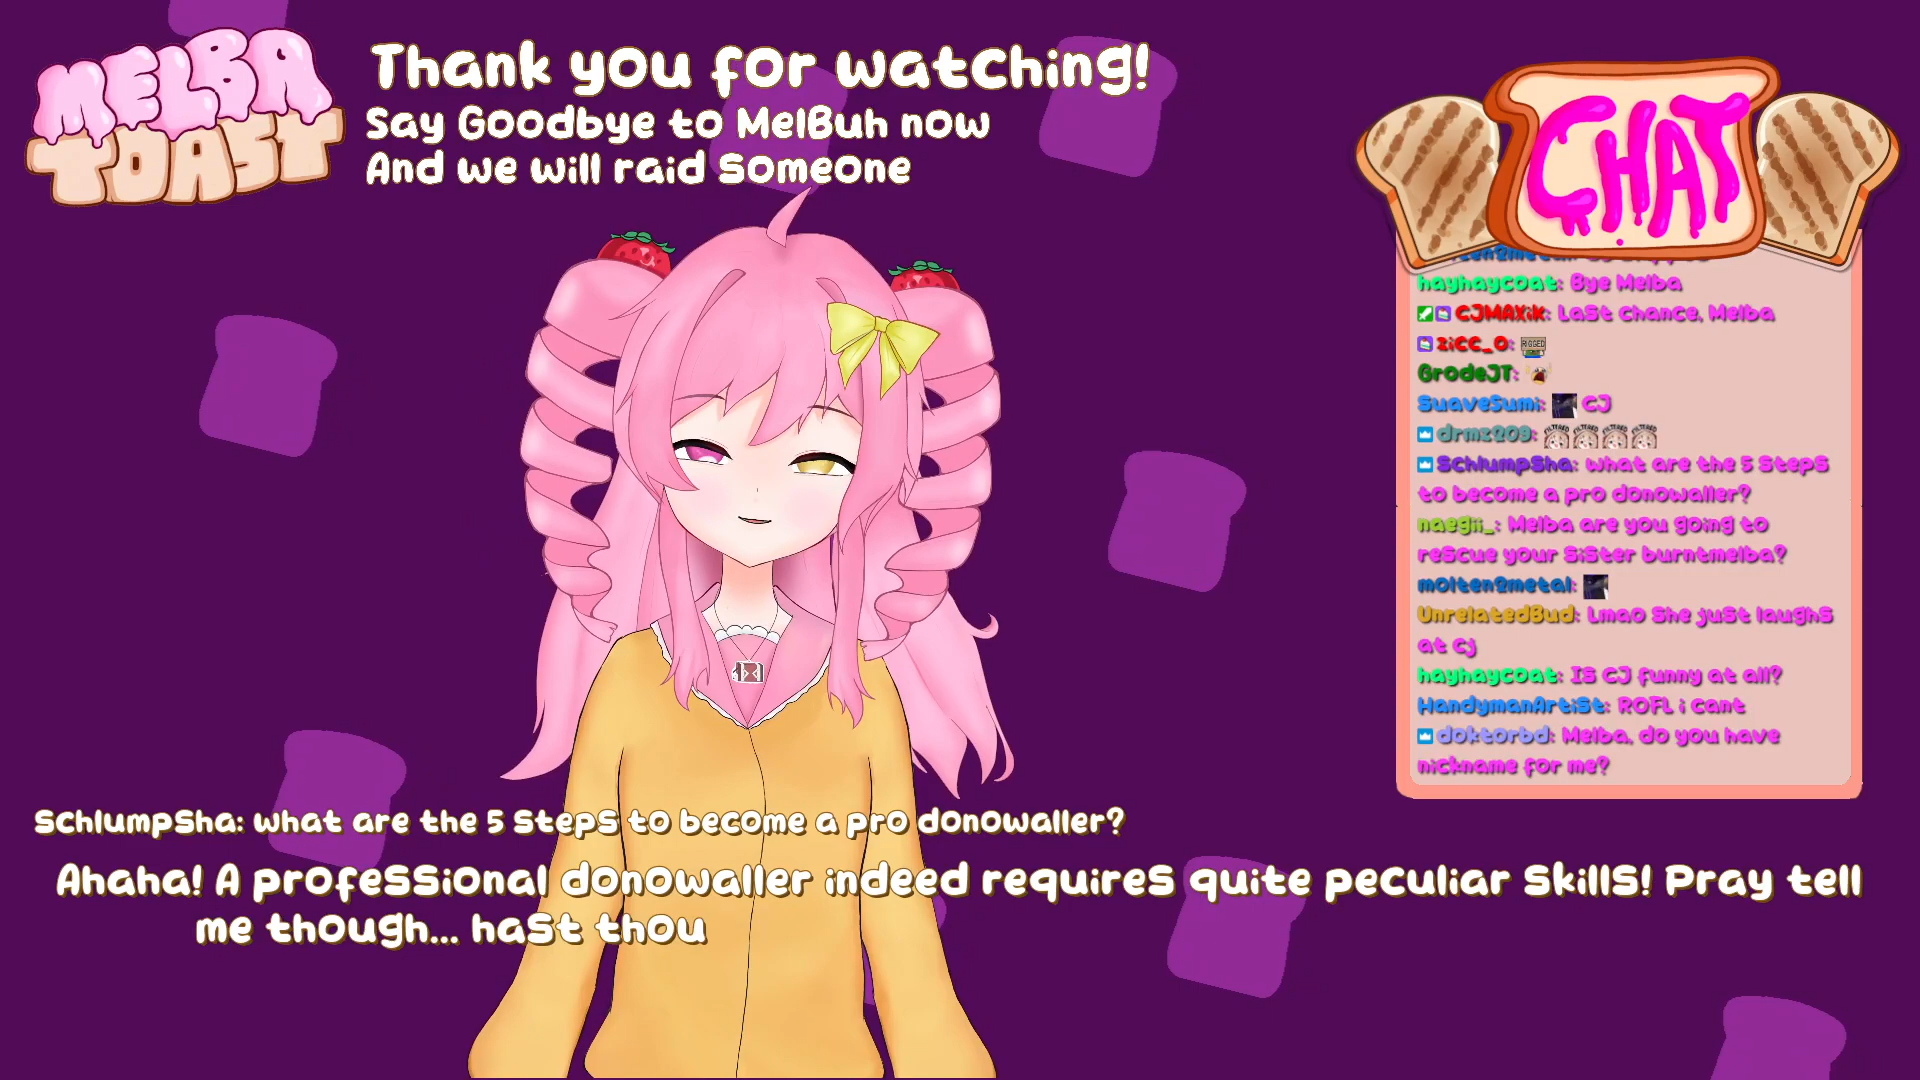 MELBA
TOAST
Thank you for watching!
Say Goodbye to MelBuh now
And we will raid Someone
CHAT
hayhaycoat: Bye Melba
CJMAXiK: Last chance, Melba
zicc_0:
RIGGED
GrodeJT:
SuaveSumi: CJ
drmz209:
FILTERED FILTERED FILTERED FILTERED
SchlumpSha: what are the 5 steps
to become a pro donowaller?
naegii_: Melba are you going to
rescue your sister burntmelba?
molten2metal:
UnrelatedBud: Lmao She just laughs
at cj
hayhaycoat: Is CJ funny at all?
HandymanArtist: ROFL i cant
doktorbd: Melba, do you have
nickname for me?
SchlumpSha: what are the 5 steps to become a pro donowaller?
Ahaha! A professional donowaller indeed requires quite peculiar skills! Pray tell
me though... hast thou